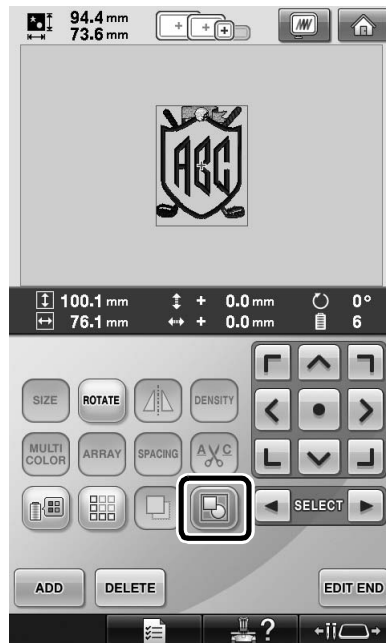 94.4 mm
73.6 mm
ABC
100.1 mm + 0.0 mm 0°
76.1 mm + 0.0 mm 6
SIZE ROTATE DENSITY
MULTI COLOR ARRAY SPACING A C
SELECT
ADD DELETE EDIT END
?